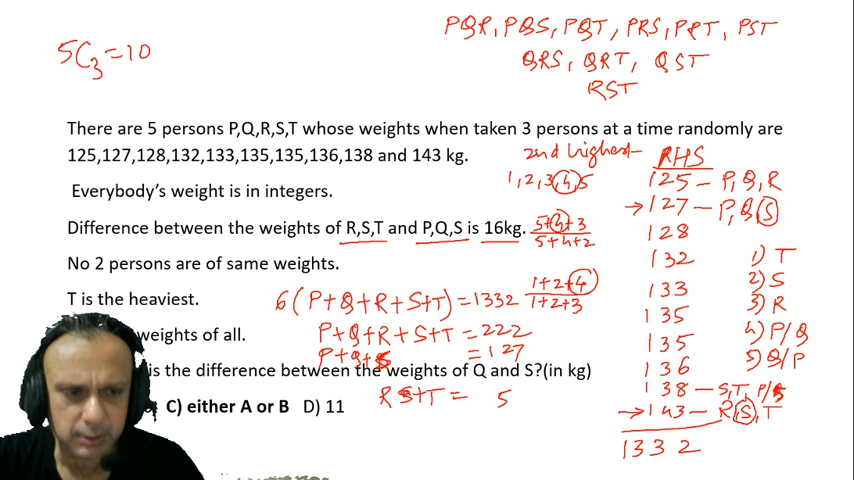 5C3=10
PQR, PQS, PQT, PRS, PRT, PST
QRS, QRT, QST
RST
There are 5 persons P,Q,R,S,T whose weights when taken 3 persons at a time randomly are
125,127,128,132,133,135,135,136,138 and 143 kg.
2nd highest
1,2,3,4,5
RHS
125 - P, Q, R
→ 127 - P, Q, S
128
132
133
135
135
136
138 - S, T, P/Q
→ 143 - R, S, T
1332
Everybody's weight is in integers.
Difference between the weights of R,S,T and P,Q,S is 16kg.
5+4+3
5+4+2
No 2 persons are of same weights.
1+2+4
1+2+3
1) T
2) S
3) R
4) P/Q
5) Q/P
T is the heaviest.
6(P+Q+R+S+T)=1332
weights of all.
P+Q+R+S+T=222
P+Q+S =127
is the difference between the weights of Q and S?(in kg)
R+T = 5
C) either A or B D) 11